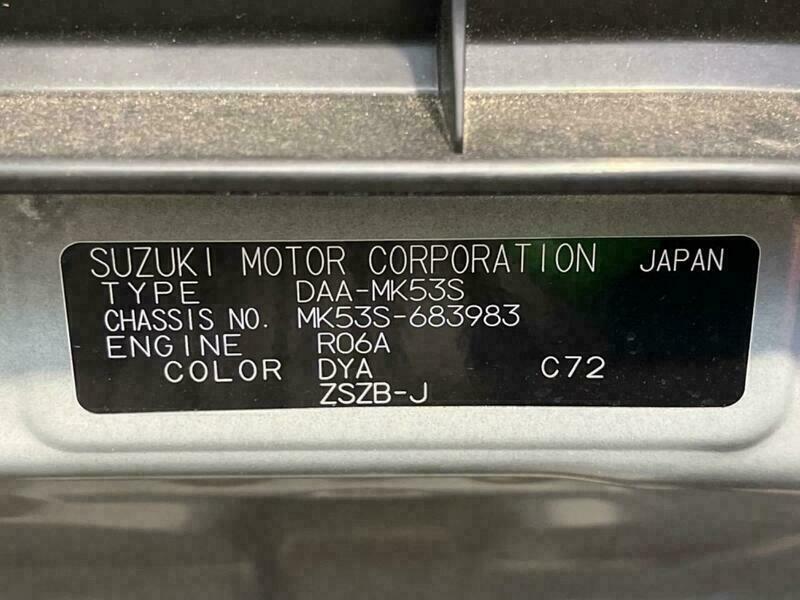 SUZUKI MOTOR CORPORATION JAPAN
TYPE DAA-MK53S
CHASSIS NO. MK53S-683983
ENGINE R06A
COLOR DYA C72
ZSZB-J